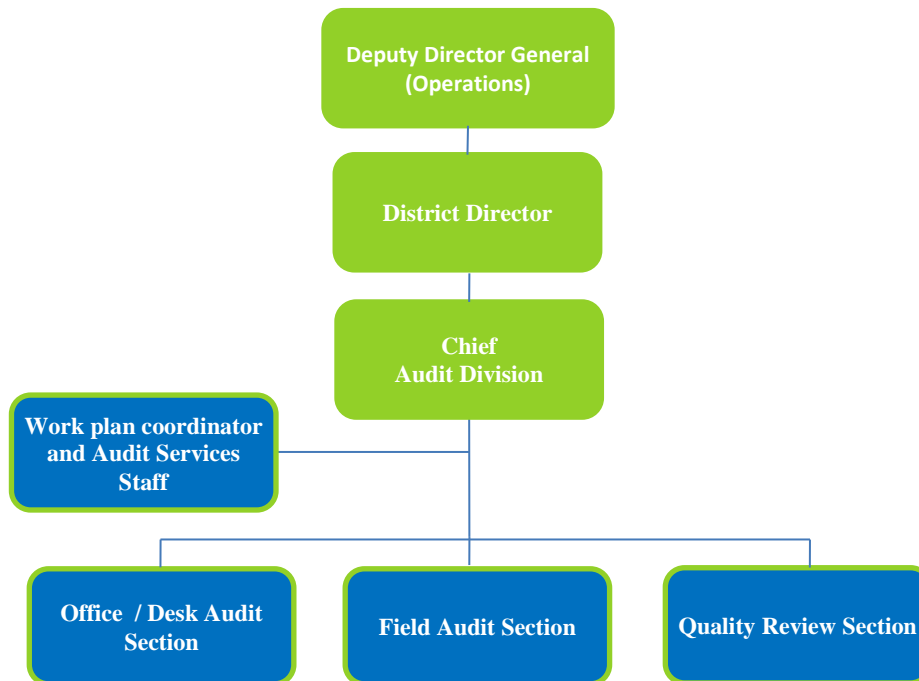 Deputy Director General
(Operations)
District Director
Chief
Audit Division
Work plan coordinator
and Audit Services
Staff
Office / Desk Audit
Section
Field Audit Section
Quality Review Section